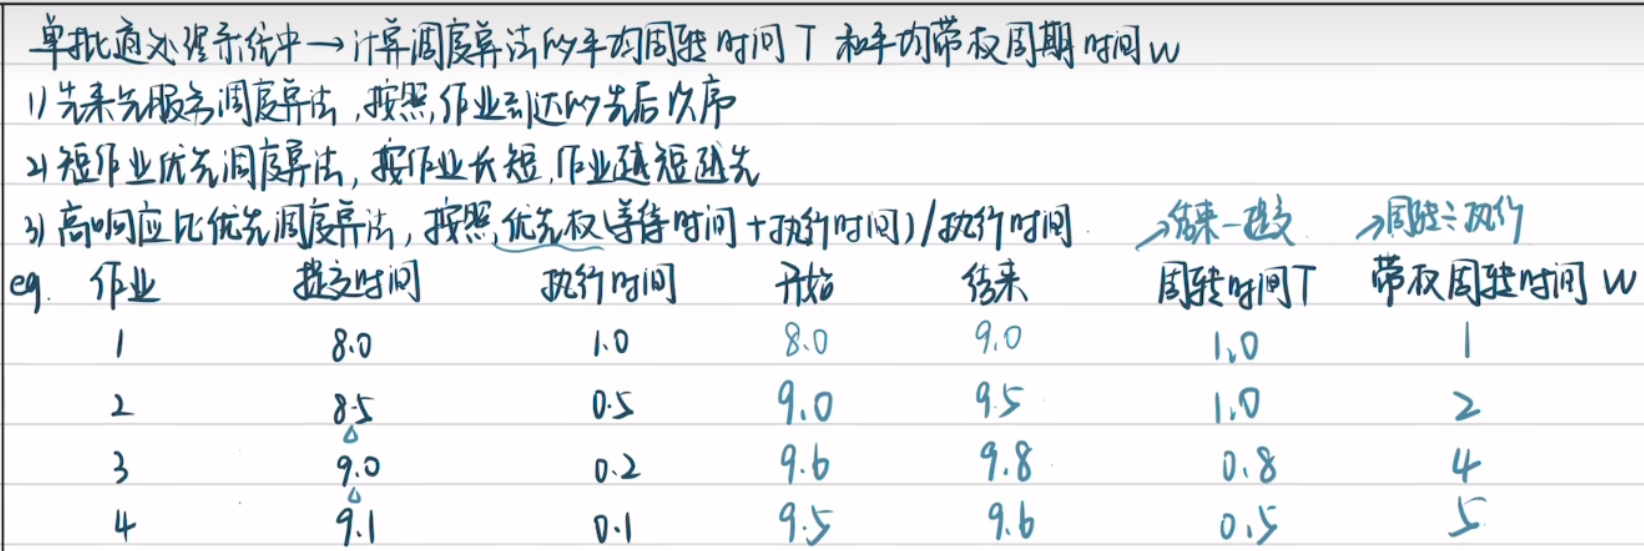 单批道处理系统中→计算调度算法的平均周转时间T 和平均带权周期时间W
1) 先来先服务调度算法,按照,作业到达的先后次序
2) 短作业优先调度算法,按作业长短,作业越短越先
3) 高响应比优先调度算法,按照,优先权(等待时间+执行时间)/执行时间 →结束-提交 →周转÷执行
eg. 作业 提交时间 执行时间 开始 结束 周转时间T 带权周转时间 W
1 8.0 1.0 8.0 9.0 1.0 1
2 8.5 0.5 9.0 9.5 1.0 2
3 9.0 0.2 9.6 9.8 0.8 4
4 9.1 0.1 9.5 9.6 0.5 5